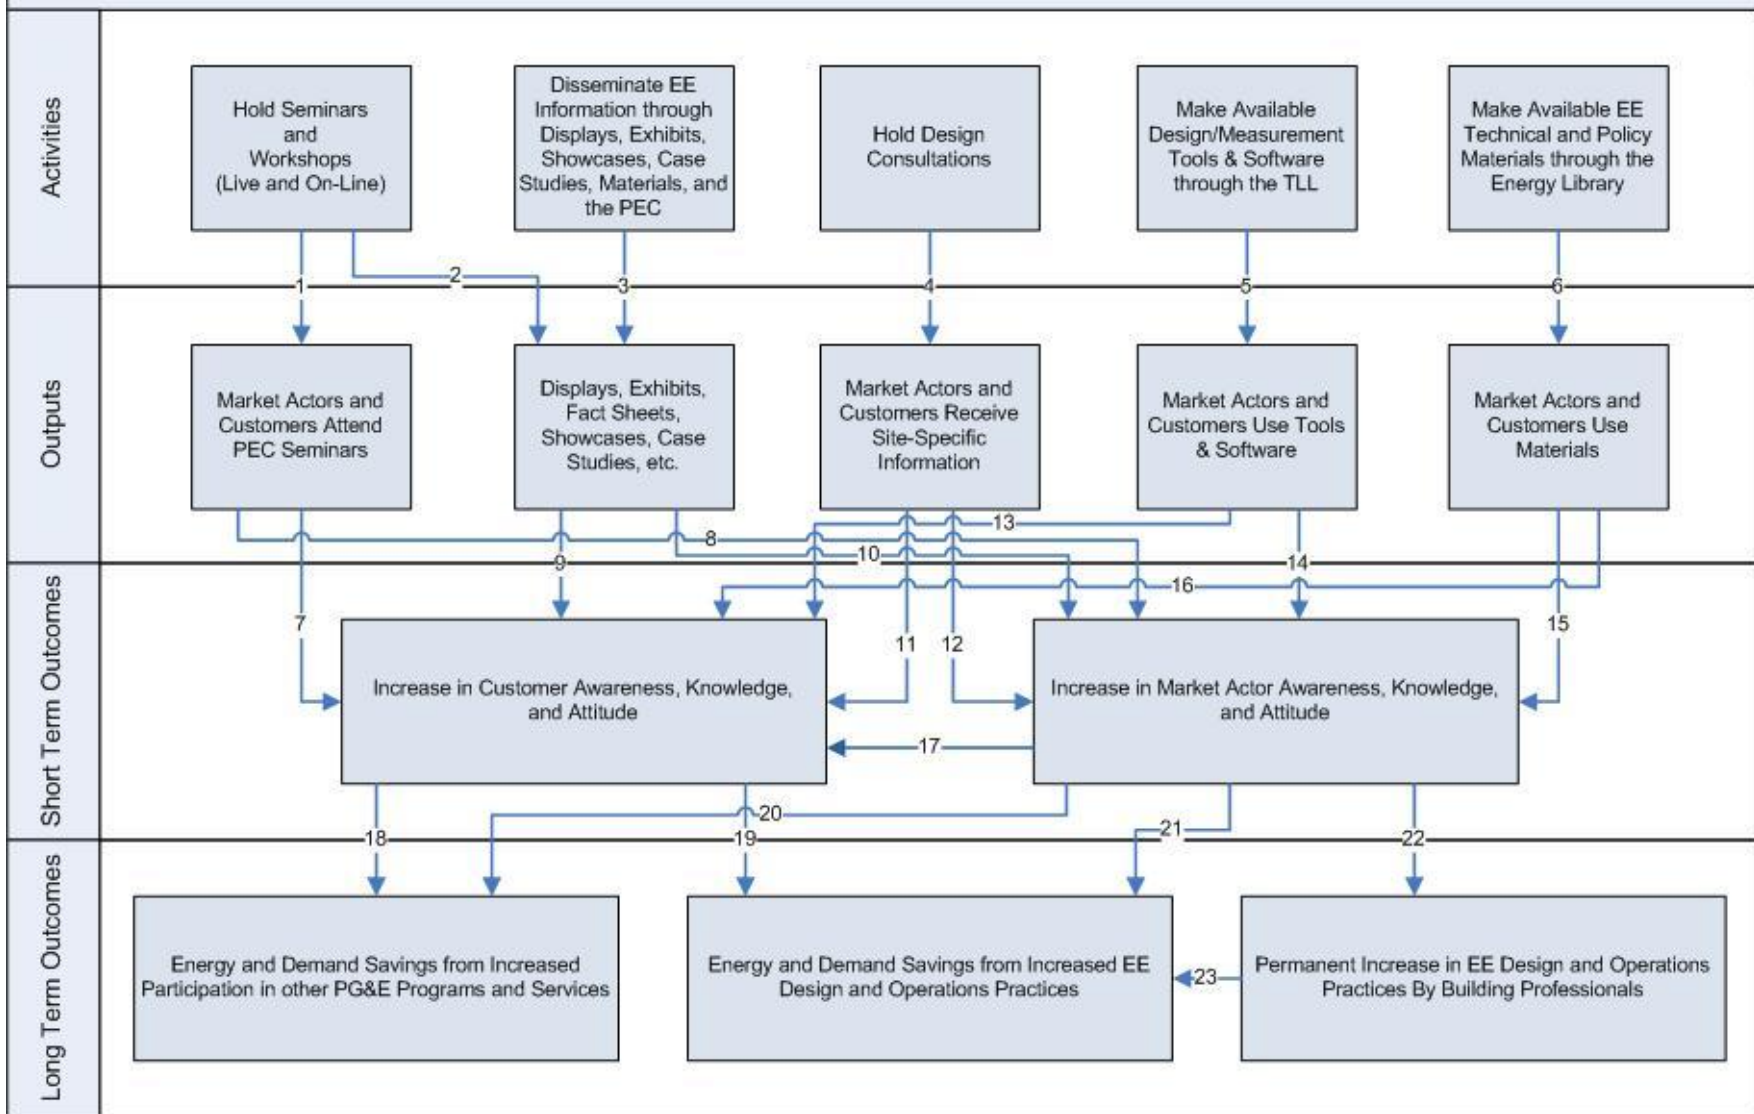 Activities
Hold Seminars
and
Workshops
(Live and On-Line)
Disseminate EE
Information through
Displays, Exhibits,
Showcases, Case
Studies, Materials, and
the PEC
Hold Design
Consultations
Make Available
Design/Measurement
Tools & Software
through the TLL
Make Available EE
Technical and Policy
Materials through the
Energy Library
1
2
3
4
5
6
Outputs
Market Actors and
Customers Attend
PEC Seminars
Displays, Exhibits,
Fact Sheets,
Showcases, Case
Studies, etc.
Market Actors and
Customers Receive
Site-Specific
Information
Market Actors and
Customers Use Tools
& Software
Market Actors and
Customers Use
Materials
13
8
10
9
14
16
7
11
12
15
Short Term Outcomes
Increase in Customer Awareness, Knowledge,
and Attitude
Increase in Market Actor Awareness, Knowledge,
and Attitude
17
20
21
18
19
22
Long Term Outcomes
Energy and Demand Savings from Increased
Participation in other PG&E Programs and Services
Energy and Demand Savings from Increased EE
Design and Operations Practices
23
Permanent Increase in EE Design and Operations
Practices By Building Professionals